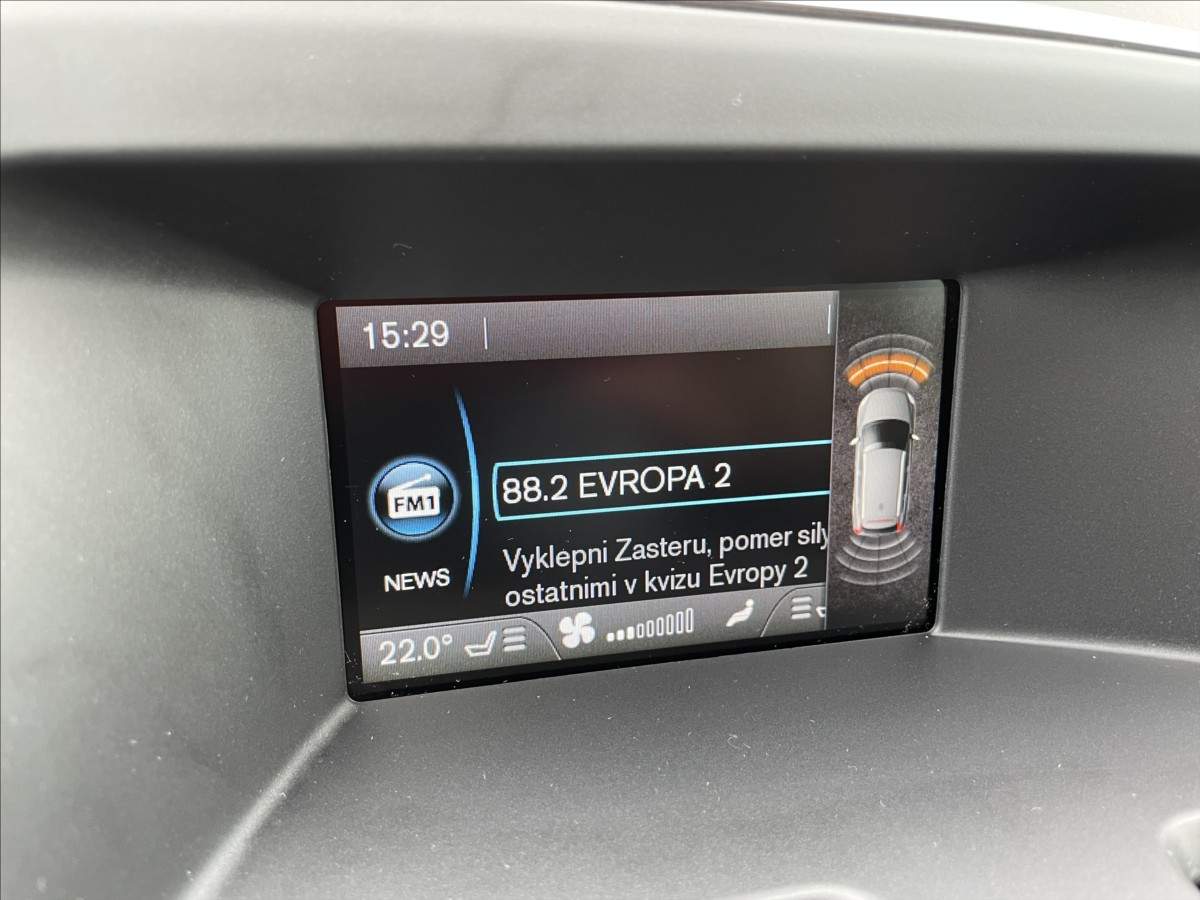 15:29
88.2 EVROPA 2
FM1
NEWS
Vyklepni Zasteru, pomer sily
ostatnimi v kvizu Evropy 2
22.0°